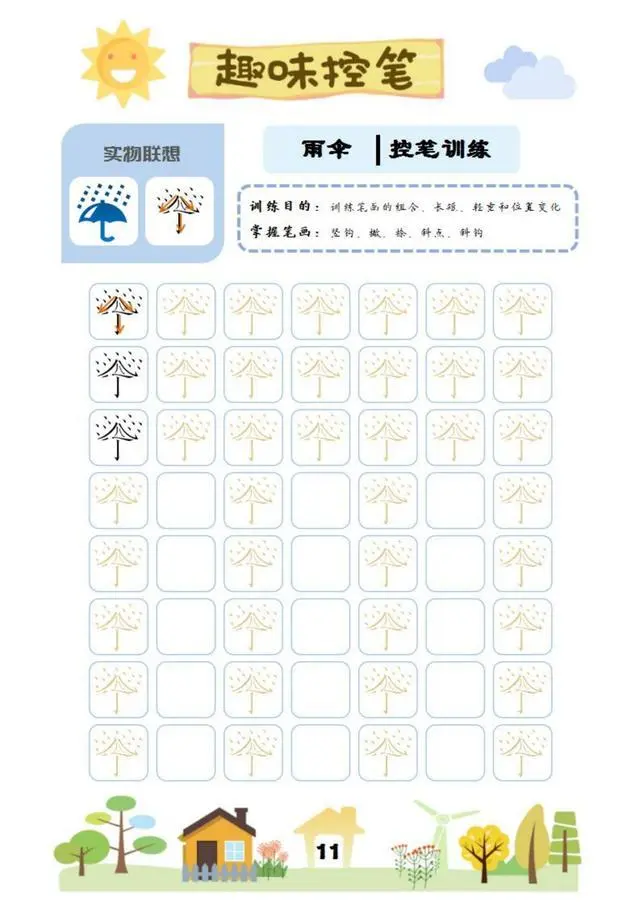 趣味控笔
实物联想
雨伞 | 控笔训练
训练目的：训练笔画的组合、长短、轻重和位置变化
掌握笔画：竖钩、撇、捺、斜点、斜钩
11